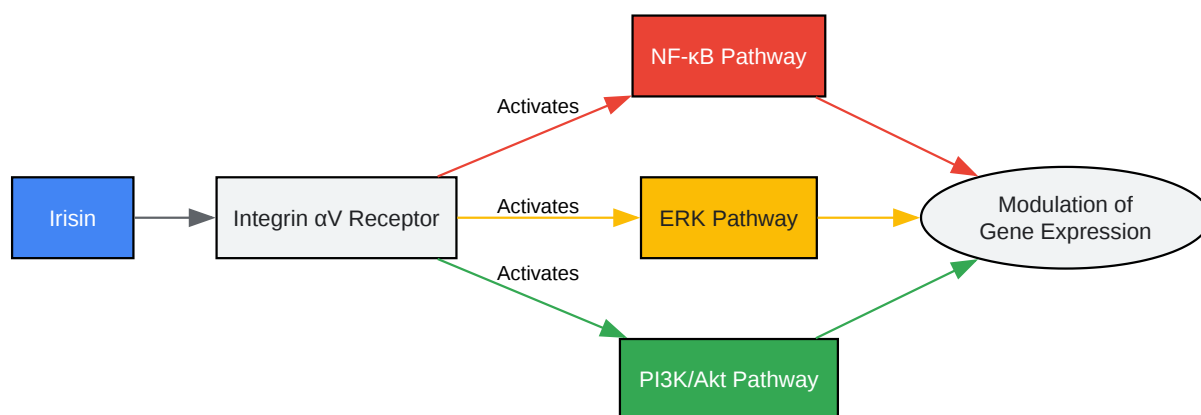 NF-κB Pathway
Activates
Irisin
Integrin αV Receptor
Activates
ERK Pathway
Modulation of
Gene Expression
Activates
PI3K/Akt Pathway